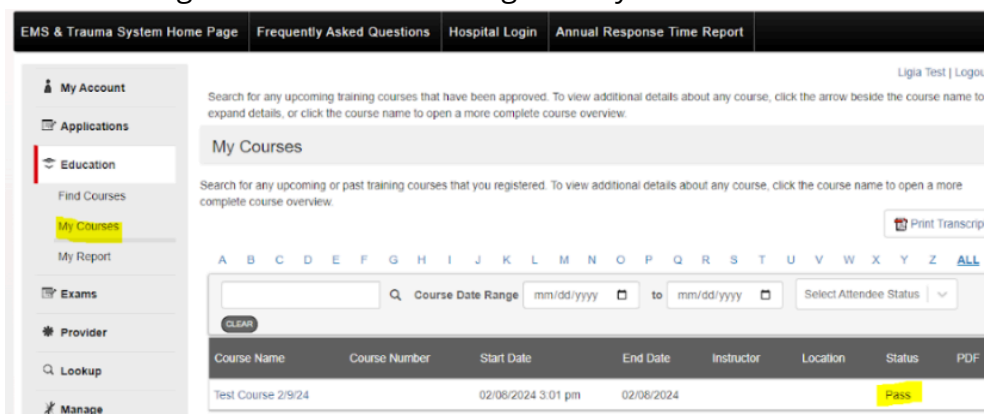 EMS & Trauma System Home Page Frequently Asked Questions Hospital Login Annual Response Time Report
Ligia Test | Logou
My Account
Search for any upcoming training courses that have been approved. To view additional details about any course, click the arrow beside the course name to
expand details, or click the course name to open a more complete course overview.
Applications
My Courses
Education
Search for any upcoming or past training courses that you registered. To view additional details about any course, click the course name to open a more
complete course overview.
Find Courses
My Courses
Print Transcrip
My Report
A B C D E F G H I J K L M N O P Q R S T U V W X Y Z ALL
Exams
Course Date Range mm/dd/yyyy to mm/dd/yyyy Select Attendee Status
CLEAR
Provider
Course Name Course Number Start Date End Date Instructor Location Status PDF
Lookup
Test Course 2/9/24 02/08/2024 3:01 pm 02/08/2024 Pass
Manage